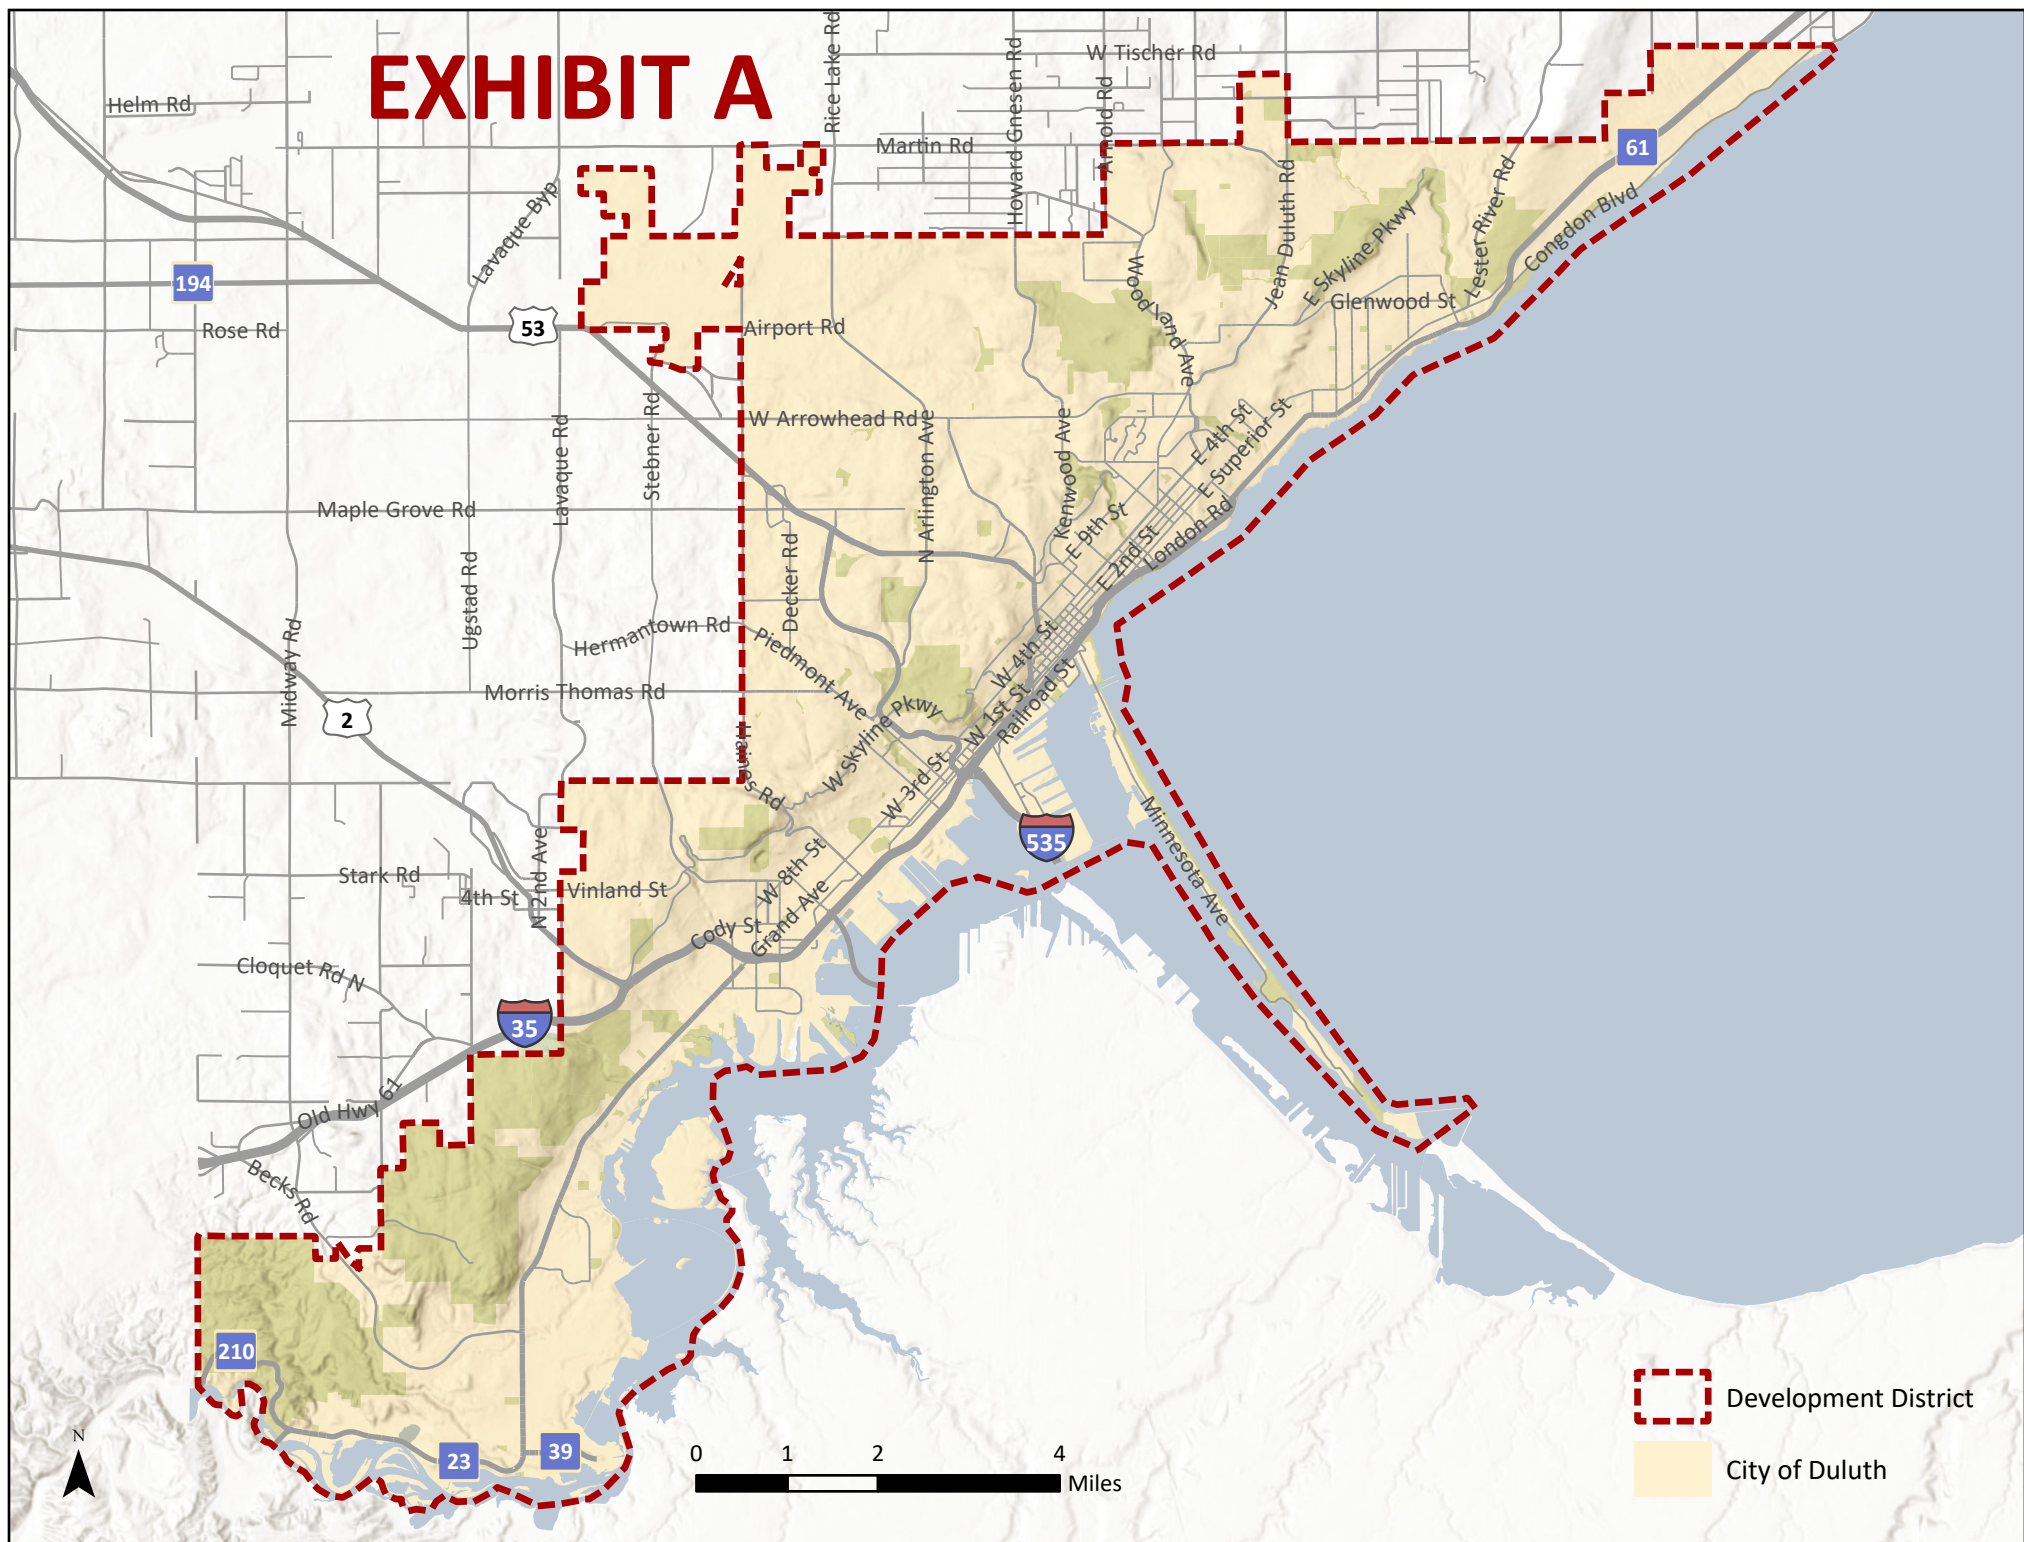 EXHIBIT A
W Tischer Rd
Helm Rd
Rice Lake Rd
Howard Gnesen Rd
Arnold Rd
Martin Rd
61
Lavaque Byp
Jean Duluth Rd
E Skyline Pkwy
Lester River Rd
Congdon Blvd
194
Woodland Ave
Glenwood St
Rose Rd
53
Airport Rd
W Arrowhead Rd
Lavaque Rd
Stebner Rd
N Arlington Ave
Kenwood Ave
E 4th St
E Superior St
Maple Grove Rd
E 9th St
E 2nd St
London Rd
Ugstad Rd
Decker Rd
Midway Rd
Hermantown Rd
Piedmont Ave
W 4th St
Morris Thomas Rd
W 1st St
Railroad St
2
W Skyline Pkwy
Haines Rd
W 3rd St
535
Minnesota Ave
N 2nd Ave
W 8th St
Stark Rd
4th St
Vinland St
Grand Ave
Cody St
Cloquet Rd N
35
Old Hwy 61
Becks Rd
210
Development District
39
23
N
0
1
2
4
Miles
City of Duluth